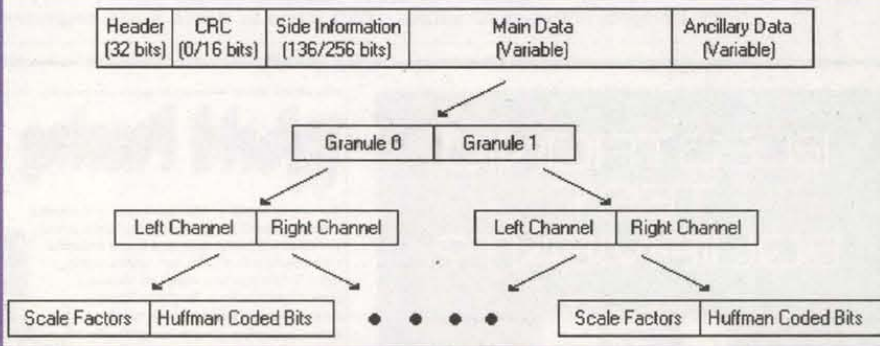 Header
(32 bits)
CRC
(0/16 bits)
Side Information
(136/256 bits)
Main Data
(Variable)
Ancillary Data
(Variable)
Granule 0
Granule 1
Left Channel
Right Channel
Left Channel
Right Channel
Scale Factors
Huffman Coded Bits
Scale Factors
Huffman Coded Bits